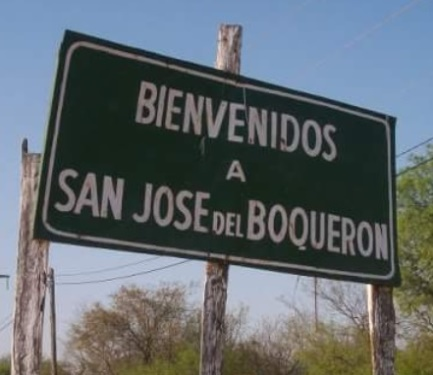 BIENVENIDOS
A
SAN JOSE DEL BOQUERON